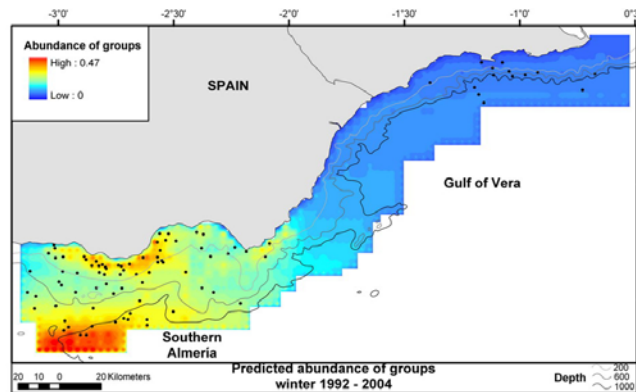 -3°0' -2°30' -2°0' -1°30' -1°0' 0°3
Abundance of groups
High : 0.47
Low : 0
SPAIN
Gulf of Vera
Southern
Almeria
20 10 0 20 Kilometers
Predicted abundance of groups
winter 1992 - 2004
Depth
200
600
1000